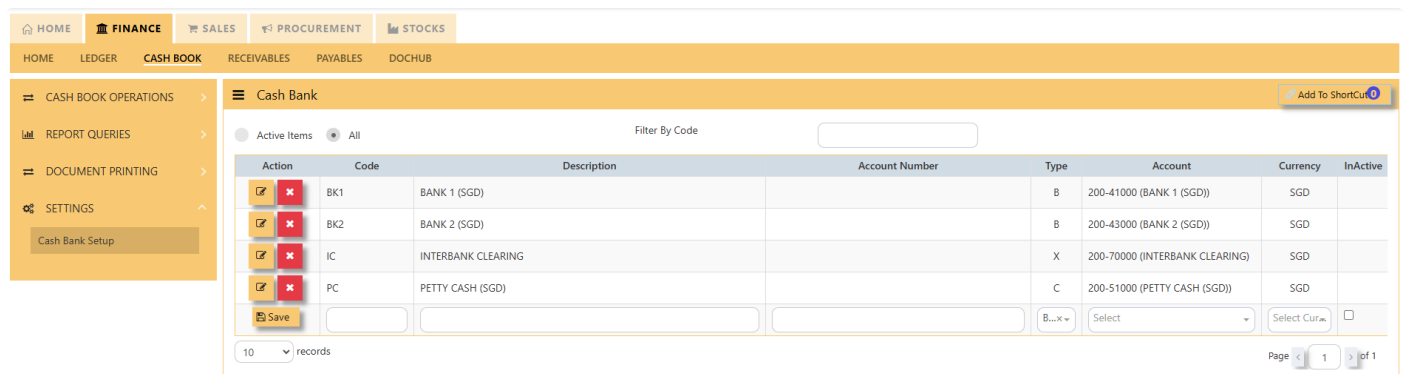 HOME FINANCE SALES PROCUREMENT STOCKS
HOME LEDGER CASH BOOK RECEIVABLES PAYABLES DOCHUB
CASH BOOK OPERATIONS
REPORT QUERIES
DOCUMENT PRINTING
SETTINGS
Cash Bank Setup
Cash Bank
Add To ShortCut 0
Active Items All Filter By Code
Action Code Description Account Number Type Account Currency InActive
BK1 BANK 1 (SGD) B 200-41000 (BANK 1 (SGD)) SGD
BK2 BANK 2 (SGD) B 200-43000 (BANK 2 (SGD)) SGD
IC INTERBANK CLEARING X 200-70000 (INTERBANK CLEARING) SGD
PC PETTY CASH (SGD) C 200-51000 (PETTY CASH (SGD)) SGD
Save B...× Select Select Cur...
10 records
Page < 1 > of 1